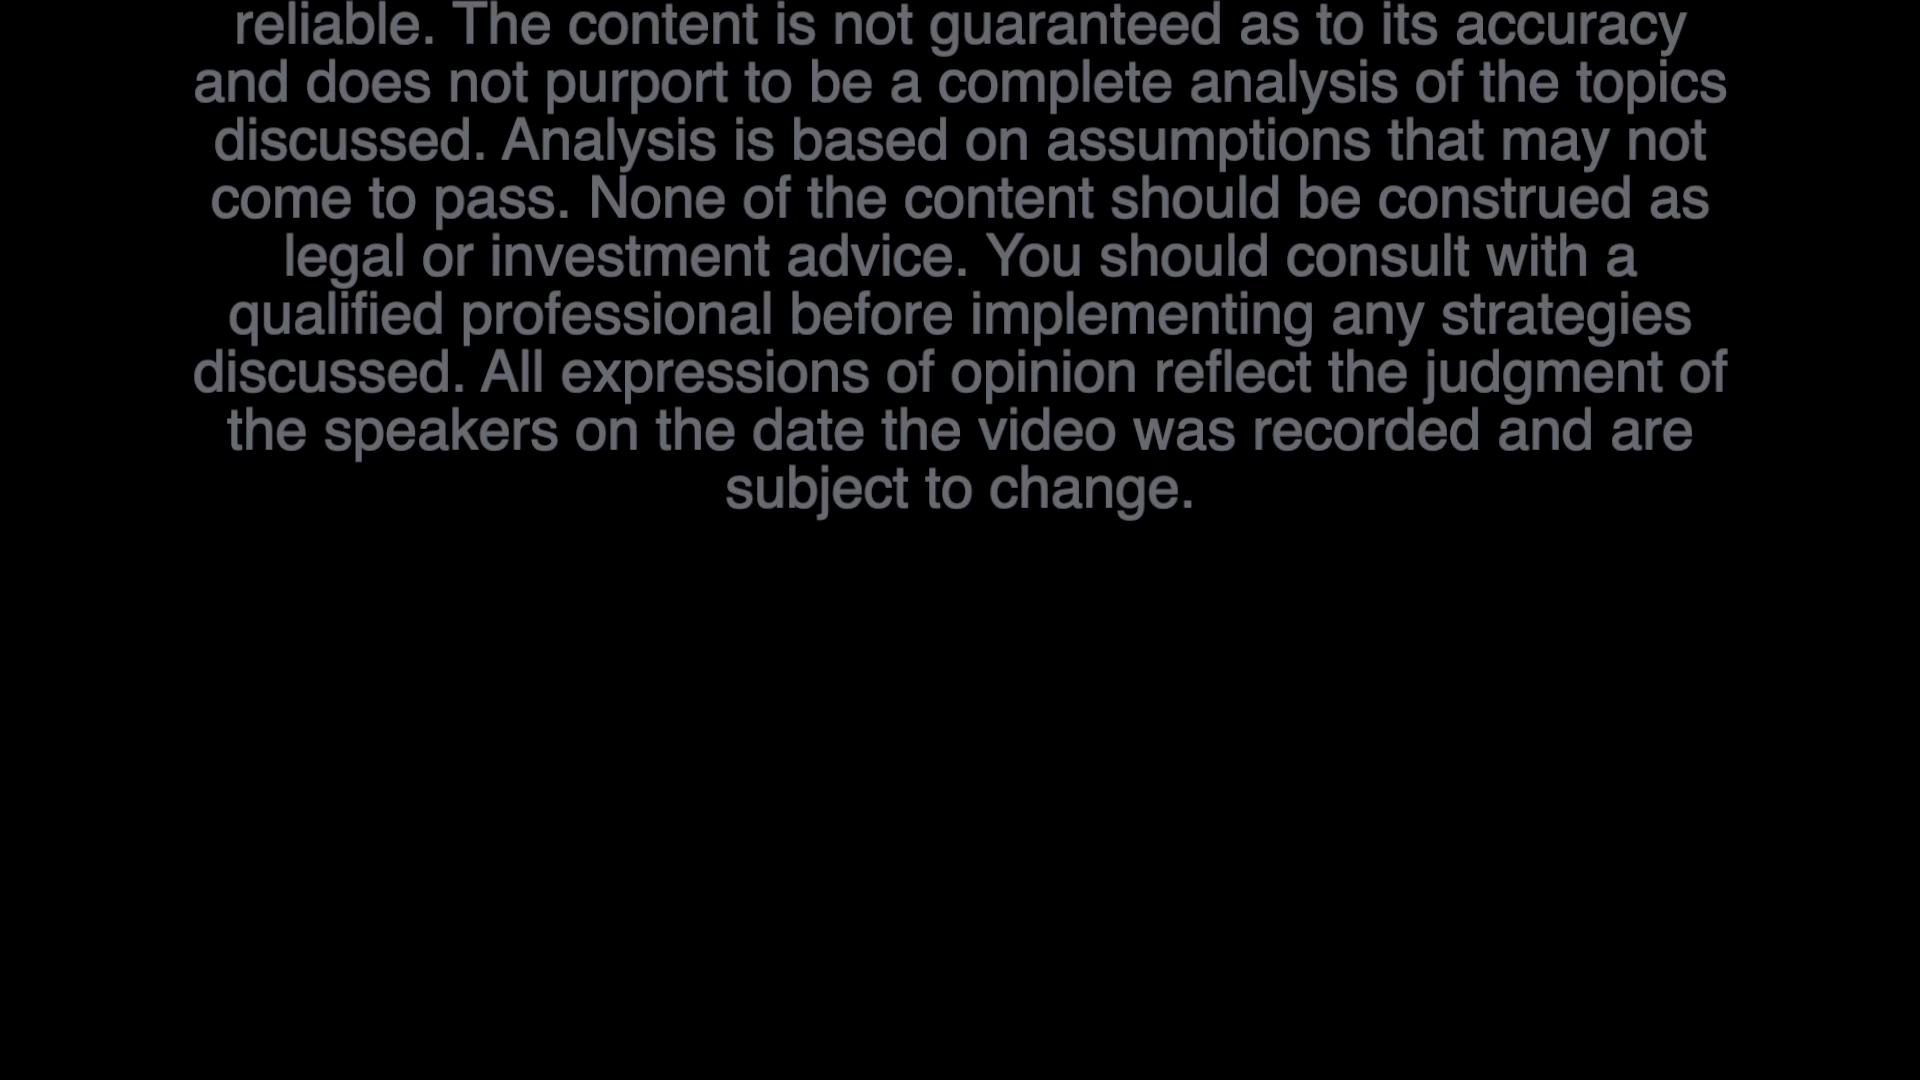 reliable. The content is not guaranteed as to its accuracy
and does not purport to be a complete analysis of the topics
discussed. Analysis is based on assumptions that may not
come to pass. None of the content should be construed as
legal or investment advice. You should consult with a
qualified professional before implementing any strategies
discussed. All expressions of opinion reflect the judgment of
the speakers on the date the video was recorded and are
subject to change.